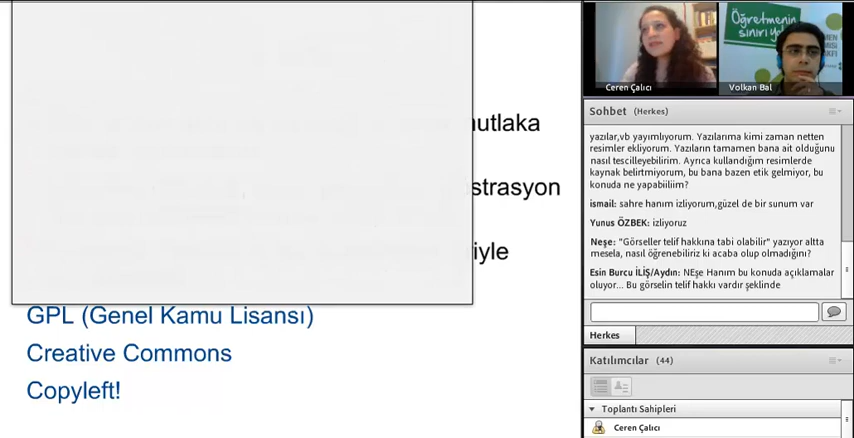 utlaka
strasyon
iyle
GPL (Genel Kamu Lisansı)
Creative Commons
Copyleft!
Öğretmenin
sınırı yo
Ceren Çalıcı
Volkan Bal
Sohbet (Herkes)
yazılar,vb yayımlıyorum. Yazılarıma kimi zaman netten
resimler ekliyorum. Yazıların tamamen bana ait olduğunu
nasıl tescilleyebilirim. Ayrıca kullandığım resimlerde
kaynak belirtmiyorum, bu bana bazen etik gelmiyor, bu
konuda ne yapabiliim?
ismail: sahre hanım izliyorum,güzel de bir sunum var
Yunus ÖZBEK: izliyoruz
Neşe: "Görseller telif hakkına tabi olabilir" yazıyor altta
mesela, nasıl öğrenebiliriz ki acaba olup olmadığını?
Esin Burcu İLİŞ/Aydın: NEşe Hanım bu konuda açıklamalar
oluyor... Bu görselin telif hakkı vardır şeklinde
Herkes
Katılımcılar (44)
Toplantı Sahipleri
Ceren Çalıcı